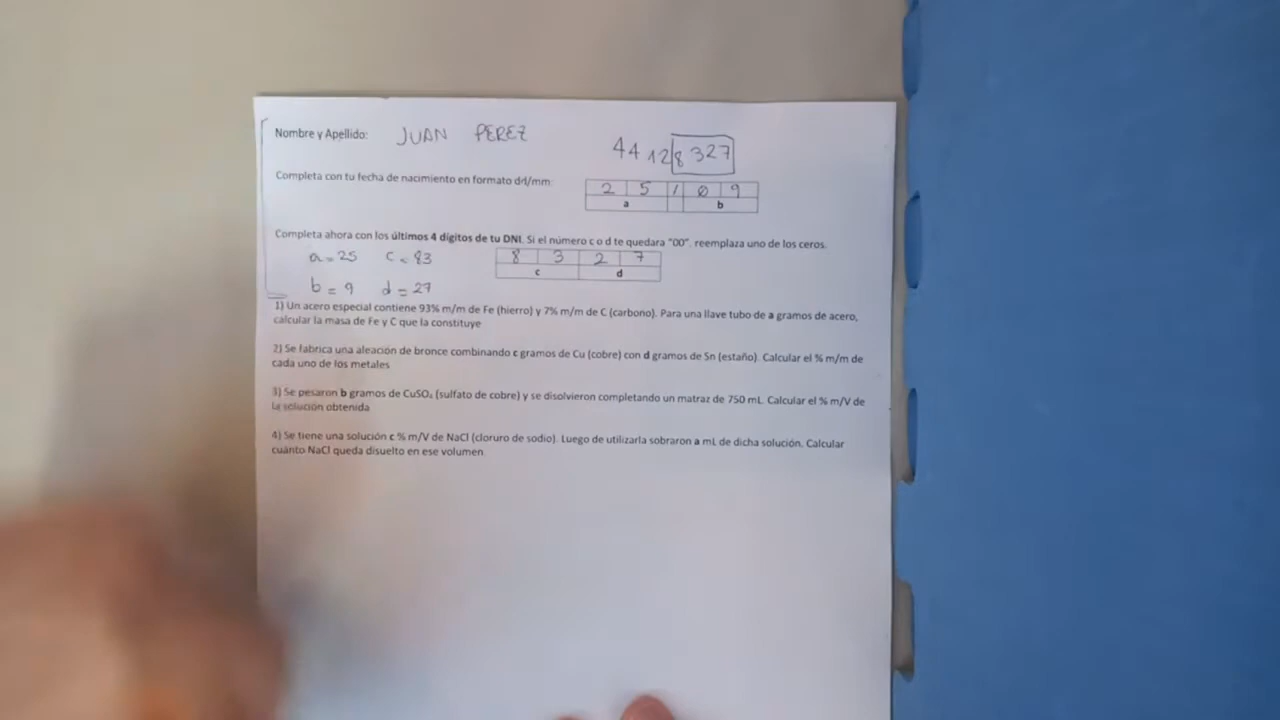 Nombre y Apellido: JUAN PEREZ
44 128 327
Completa con tu fecha de nacimiento en formato dd/mm:
2 5 / 0 9
a b
Completa ahora con los últimos 4 dígitos de tu DNI. Si el número c o d te quedara "00", reemplaza uno de los ceros.
8 3 2 7
c d
a = 25 c = 83
b = 9 d = 27
1) Un acero especial contiene 93% m/m de Fe (hierro) y 7% m/m de C (carbono). Para una llave tubo de a gramos de acero,
calcular la masa de Fe y C que la constituye
2) Se fabrica una aleación de bronce combinando c gramos de Cu (cobre) con d gramos de Sn (estaño). Calcular el % m/m de
cada uno de los metales
3) Se pesaron b gramos de CuSO₄ (sulfato de cobre) y se disolvieron completando un matraz de 750 mL. Calcular el % m/V de
la solución obtenida
4) Se tiene una solución c % m/V de NaCl (cloruro de sodio). Luego de utilizarla sobraron a mL de dicha solución. Calcular
cuánto NaCl queda disuelto en ese volumen